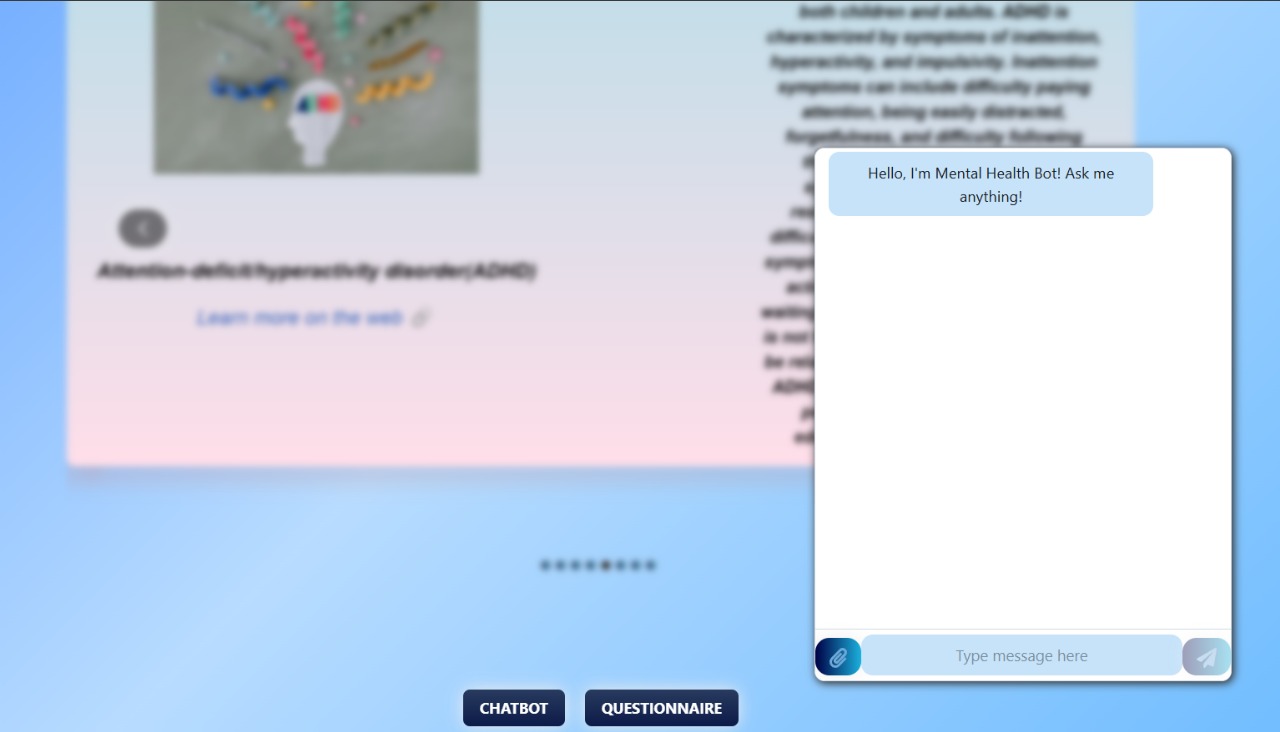 both children and adults. ADHD is
characterized by symptoms of inattention,
hyperactivity, and impulsivity. Inattention
symptoms can include difficulty paying
attention, being easily distracted,
forgetfulness, and difficulty following
Attention-deficit/hyperactivity disorder(ADHD)
Learn more on the web
Hello, I'm Mental Health Bot! Ask me
anything!
Type message here
CHATBOT
QUESTIONNAIRE